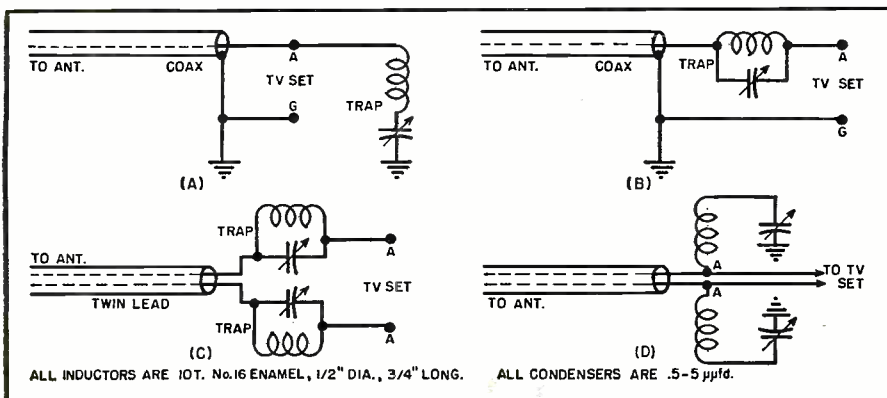 TO ANT.
COAX
A
TV SET
G
TRAP
(A)
TO ANT.
COAX
TRAP
A
TV SET
G
(B)
TO ANT.
TWIN LEAD
TRAP
TRAP
A
TV SET
A
(C)
TO ANT.
A
A
TO TV
SET
(D)
ALL INDUCTORS ARE 10T. No.16 ENAMEL, 1/2" DIA., 3/4" LONG. ALL CONDENSERS ARE .5-5 µµfd.